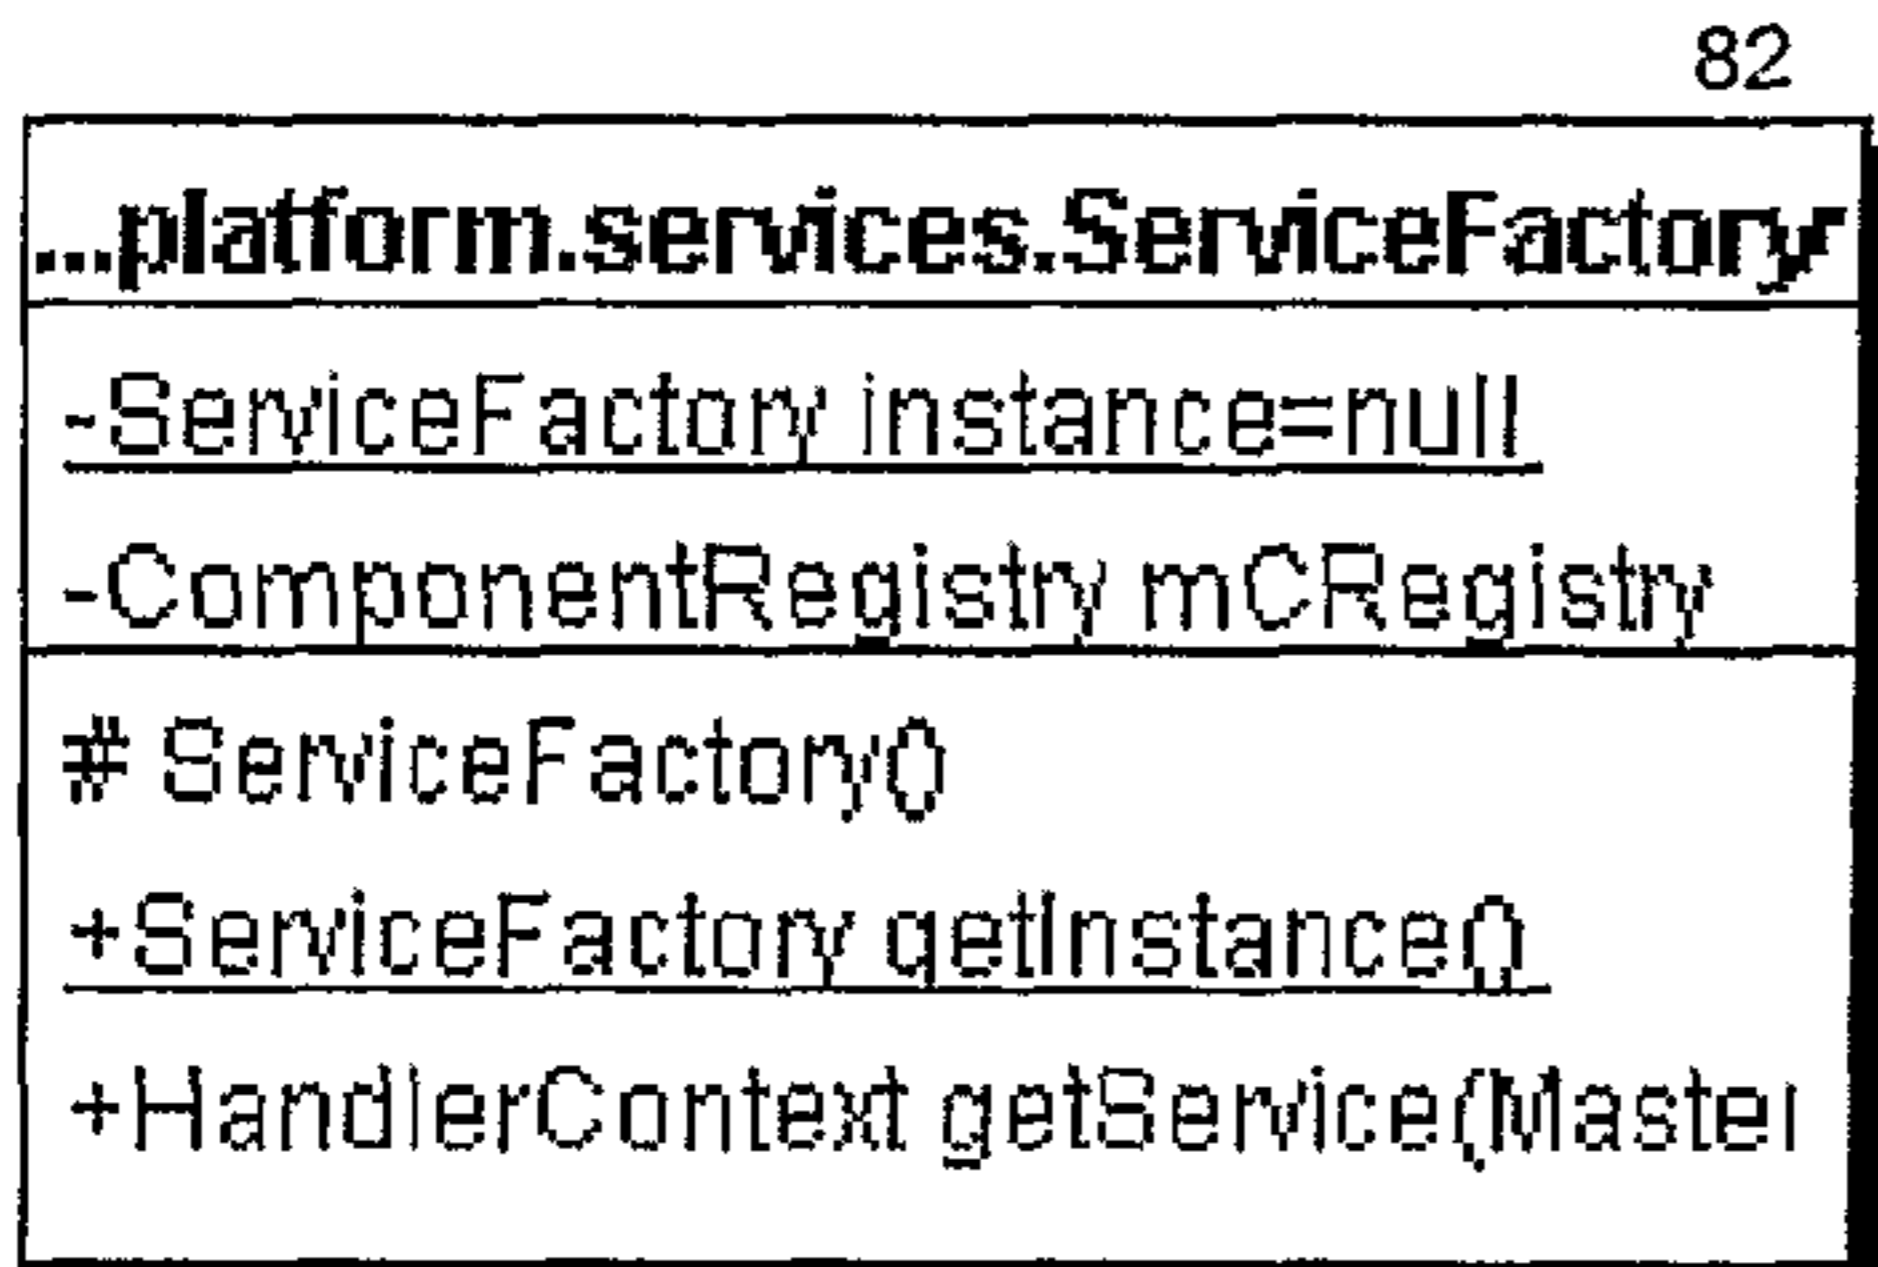 82
...platform.services.ServiceFactory
-ServiceFactory instance=null
-ComponentRegistry mCRegistry
# ServiceFactory()
+ServiceFactory getInstance()
+HandlerContext getService(Master